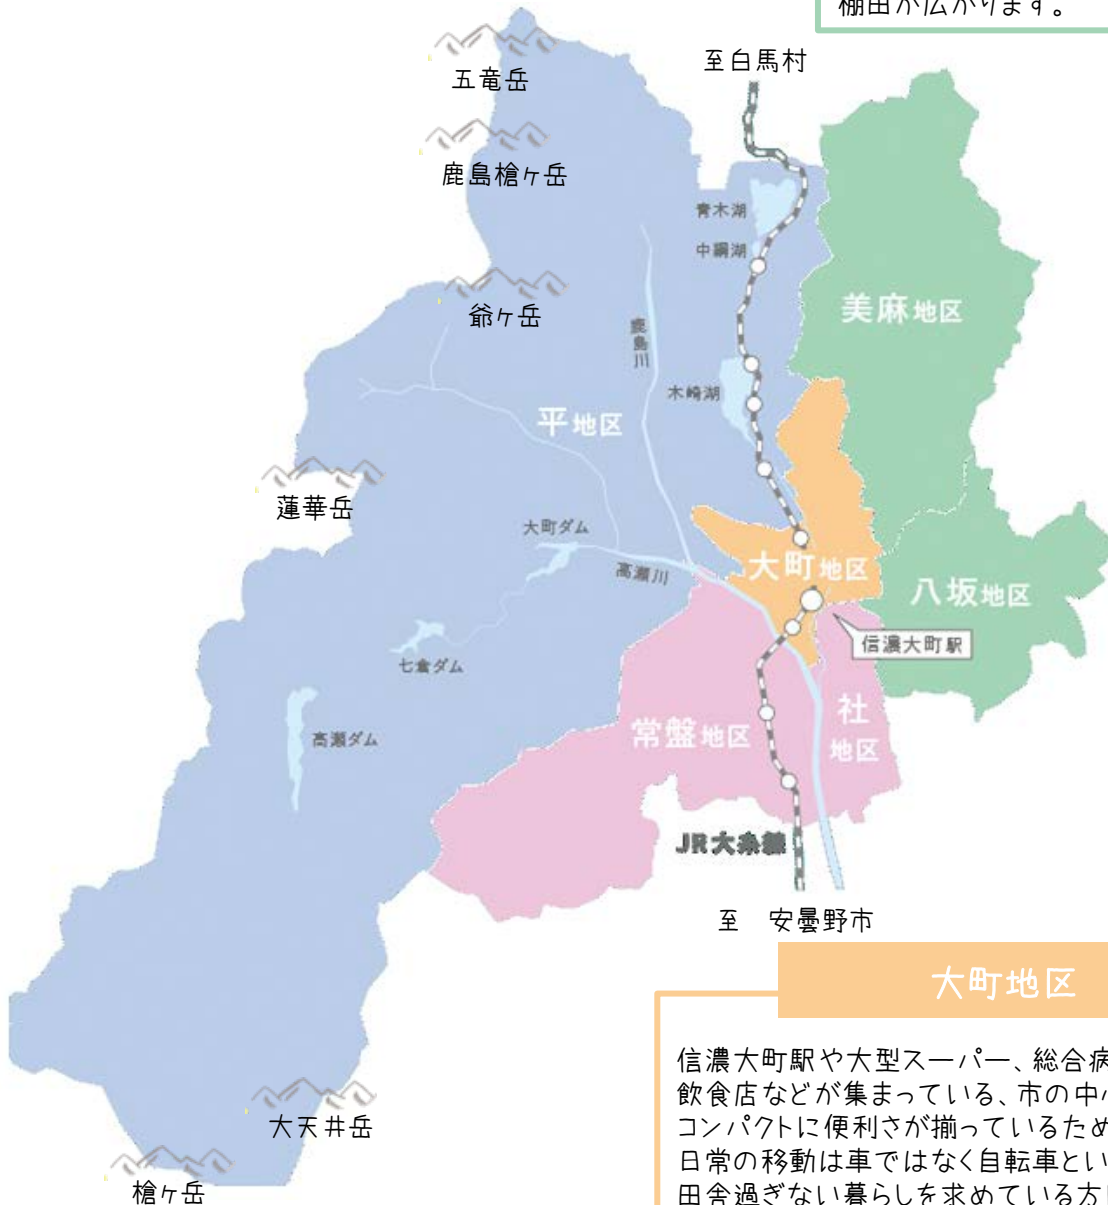 棚田が広がります。
至白馬村
五竜岳
鹿島槍ヶ岳
青木湖
中綱湖
美麻地区
爺ヶ岳
鹿島川
木崎湖
平地区
蓮華岳
大町ダム
高瀬川
大町地区
八坂地区
信濃大町駅
七倉ダム
高瀬ダム
常盤地区
社
地区
JR大糸線
至 安曇野市
大町地区
信濃大町駅や大型スーパー、総合病
飲食店などが集まっている、市の中
コンパクトに便利さが揃っているため
日常の移動は車ではなく自転車とい
田舎過ぎない暮らしを求めている方
大天井岳
槍ヶ岳